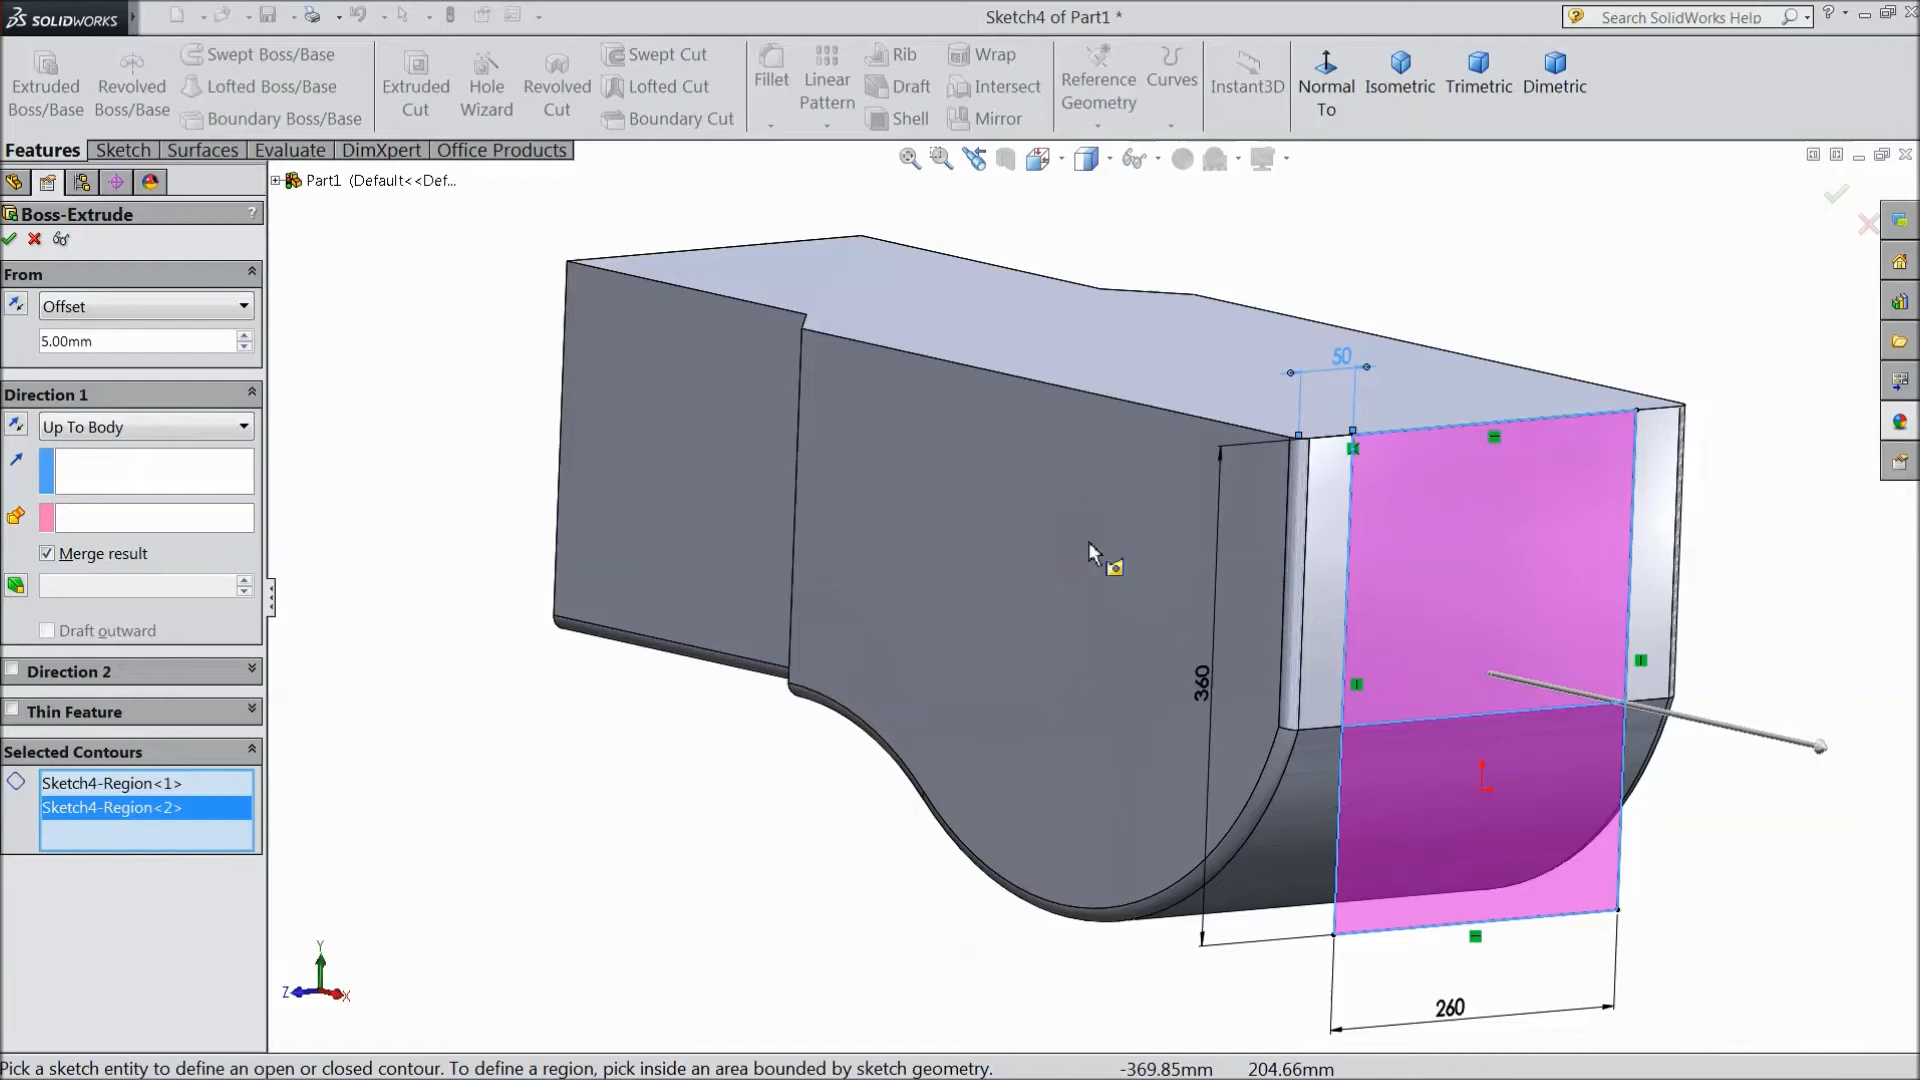 SOLIDWORKS
Sketch4 of Part1 *
Search SolidWorks Help
Extruded Boss/Base
Revolved Boss/Base
Swept Boss/Base
Lofted Boss/Base
Boundary Boss/Base
Extruded Cut
Hole Wizard
Revolved Cut
Swept Cut
Lofted Cut
Boundary Cut
Fillet
Linear Pattern
Rib
Draft
Shell
Wrap
Intersect
Mirror
Reference Geometry
Curves
Instant3D
Normal To
Isometric
Trimetric
Dimetric
Features
Sketch
Surfaces
Evaluate
DimXpert
Office Products
Part1 (Default<<Def...
Boss-Extrude
?
From
Offset
5.00mm
Direction 1
Up To Body
Merge result
Draft outward
Direction 2
Thin Feature
Selected Contours
Sketch4-Region<1>
Sketch4-Region<2>
50
360
260
Y
Z
X
Pick a sketch entity to define an open or closed contour. To define a region, pick inside an area bounded by sketch geometry.
-369.85mm
204.66mm